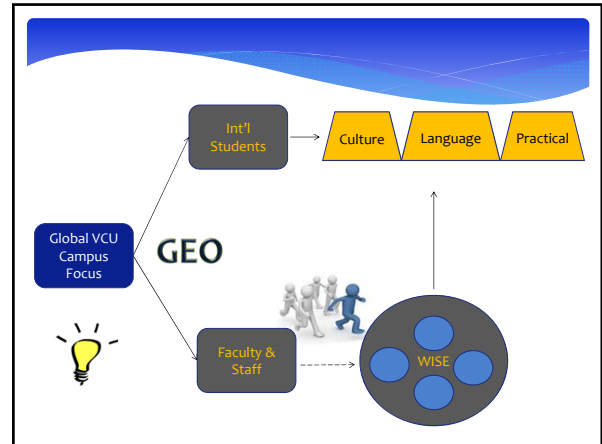 Int'l
Students
Culture
Language
Practical
Global VCU
Campus
Focus
GEO
Faculty &
Staff
WISE